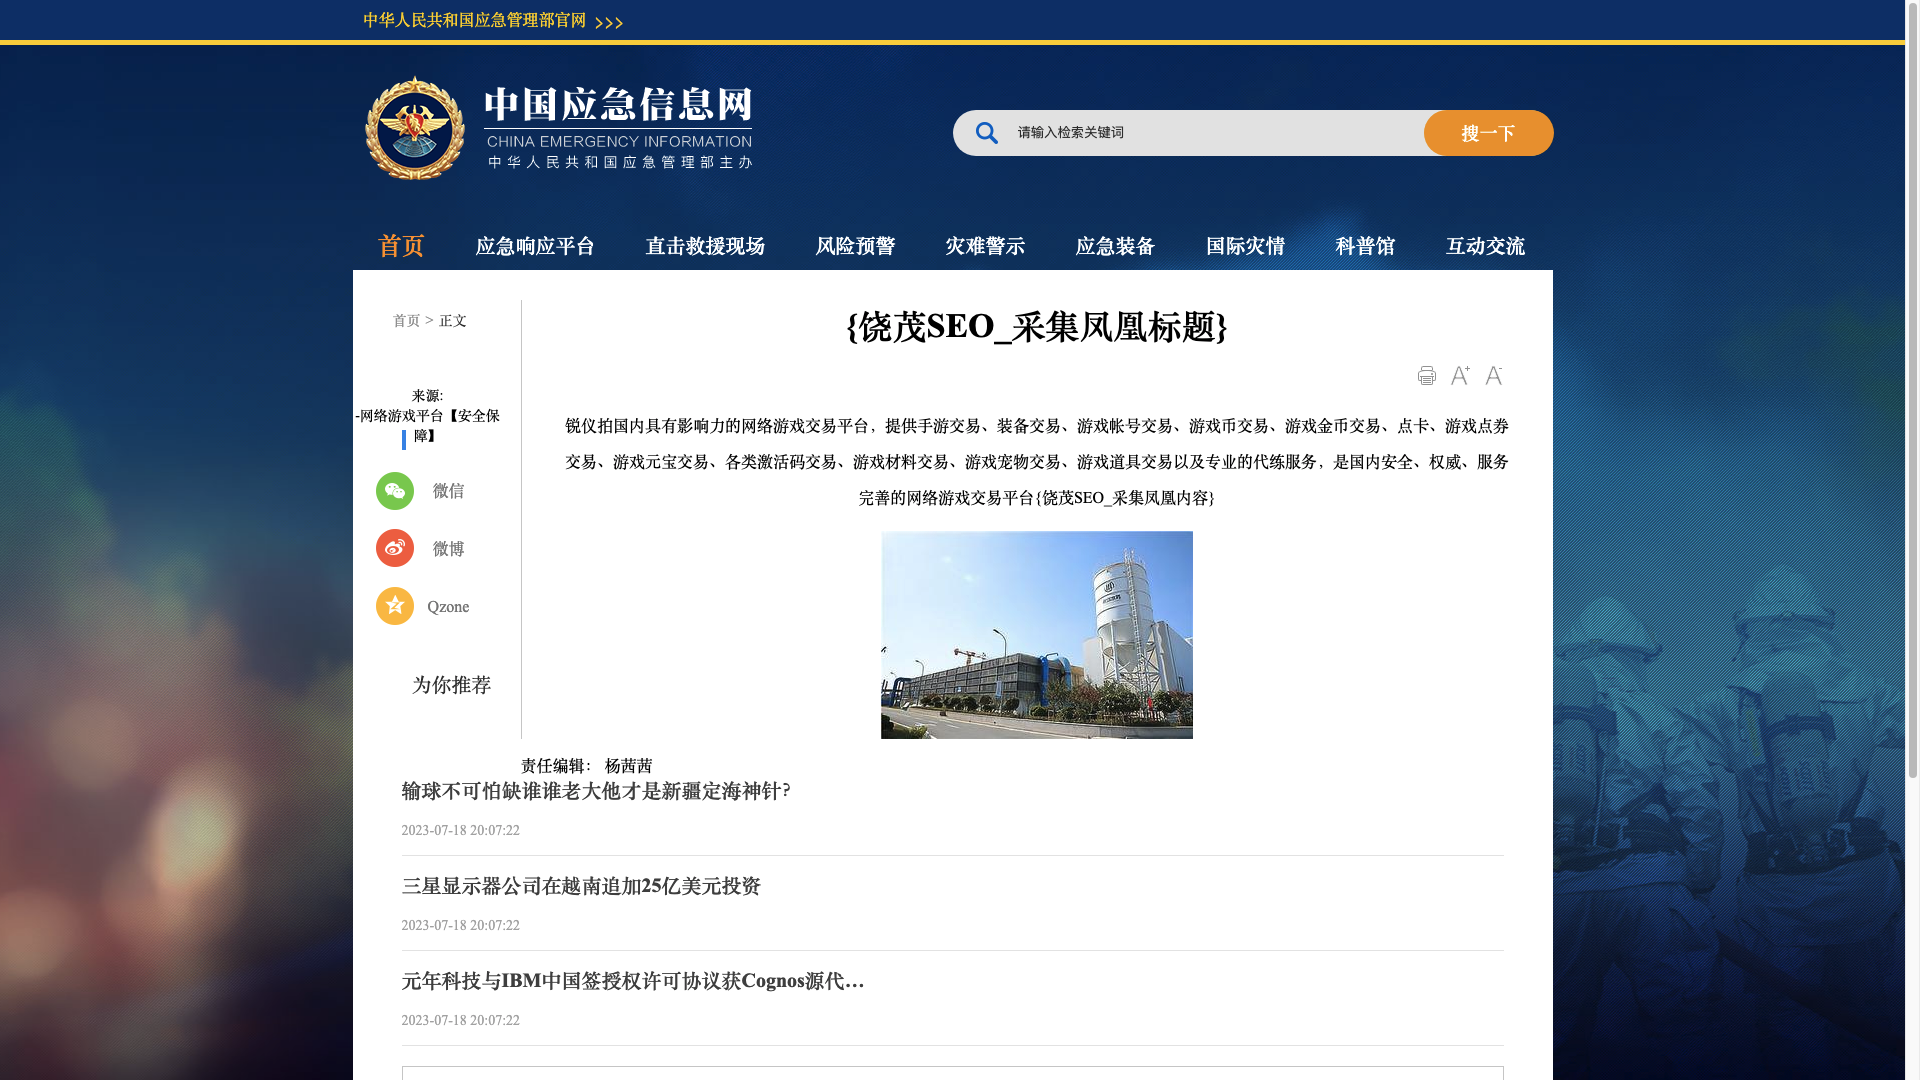 中华人民共和国应急管理部官网 >>>
中国应急信息网
CHINA EMERGENCY INFORMATION
中华人民共和国应急管理部主办
请输入检索关键词
搜一下
首页 应急响应平台 直击救援现场 风险预警 灾难警示 应急装备 国际灾情 科普馆 互动交流
首页 > 正文
{饶茂SEO_采集凤凰标题}
A+ A-
来源:
-网络游戏平台【安全保
障】
微信
微博
Qzone
为你推荐
锐仪拍国内具有影响力的网络游戏交易平台，提供手游交易、装备交易、游戏帐号交易、游戏币交易、游戏金币交易、点卡、游戏点券
交易、游戏元宝交易、各类激活码交易、游戏材料交易、游戏宠物交易、游戏道具交易以及专业的代练服务，是国内安全、权威、服务
完善的网络游戏交易平台{饶茂SEO_采集凤凰内容}
责任编辑： 杨茜茜
输球不可怕缺谁谁老大他才是新疆定海神针?
2023-07-18 20:07:22
三星显示器公司在越南追加25亿美元投资
2023-07-18 20:07:22
元年科技与IBM中国签授权许可协议获Cognos源代…
2023-07-18 20:07:22